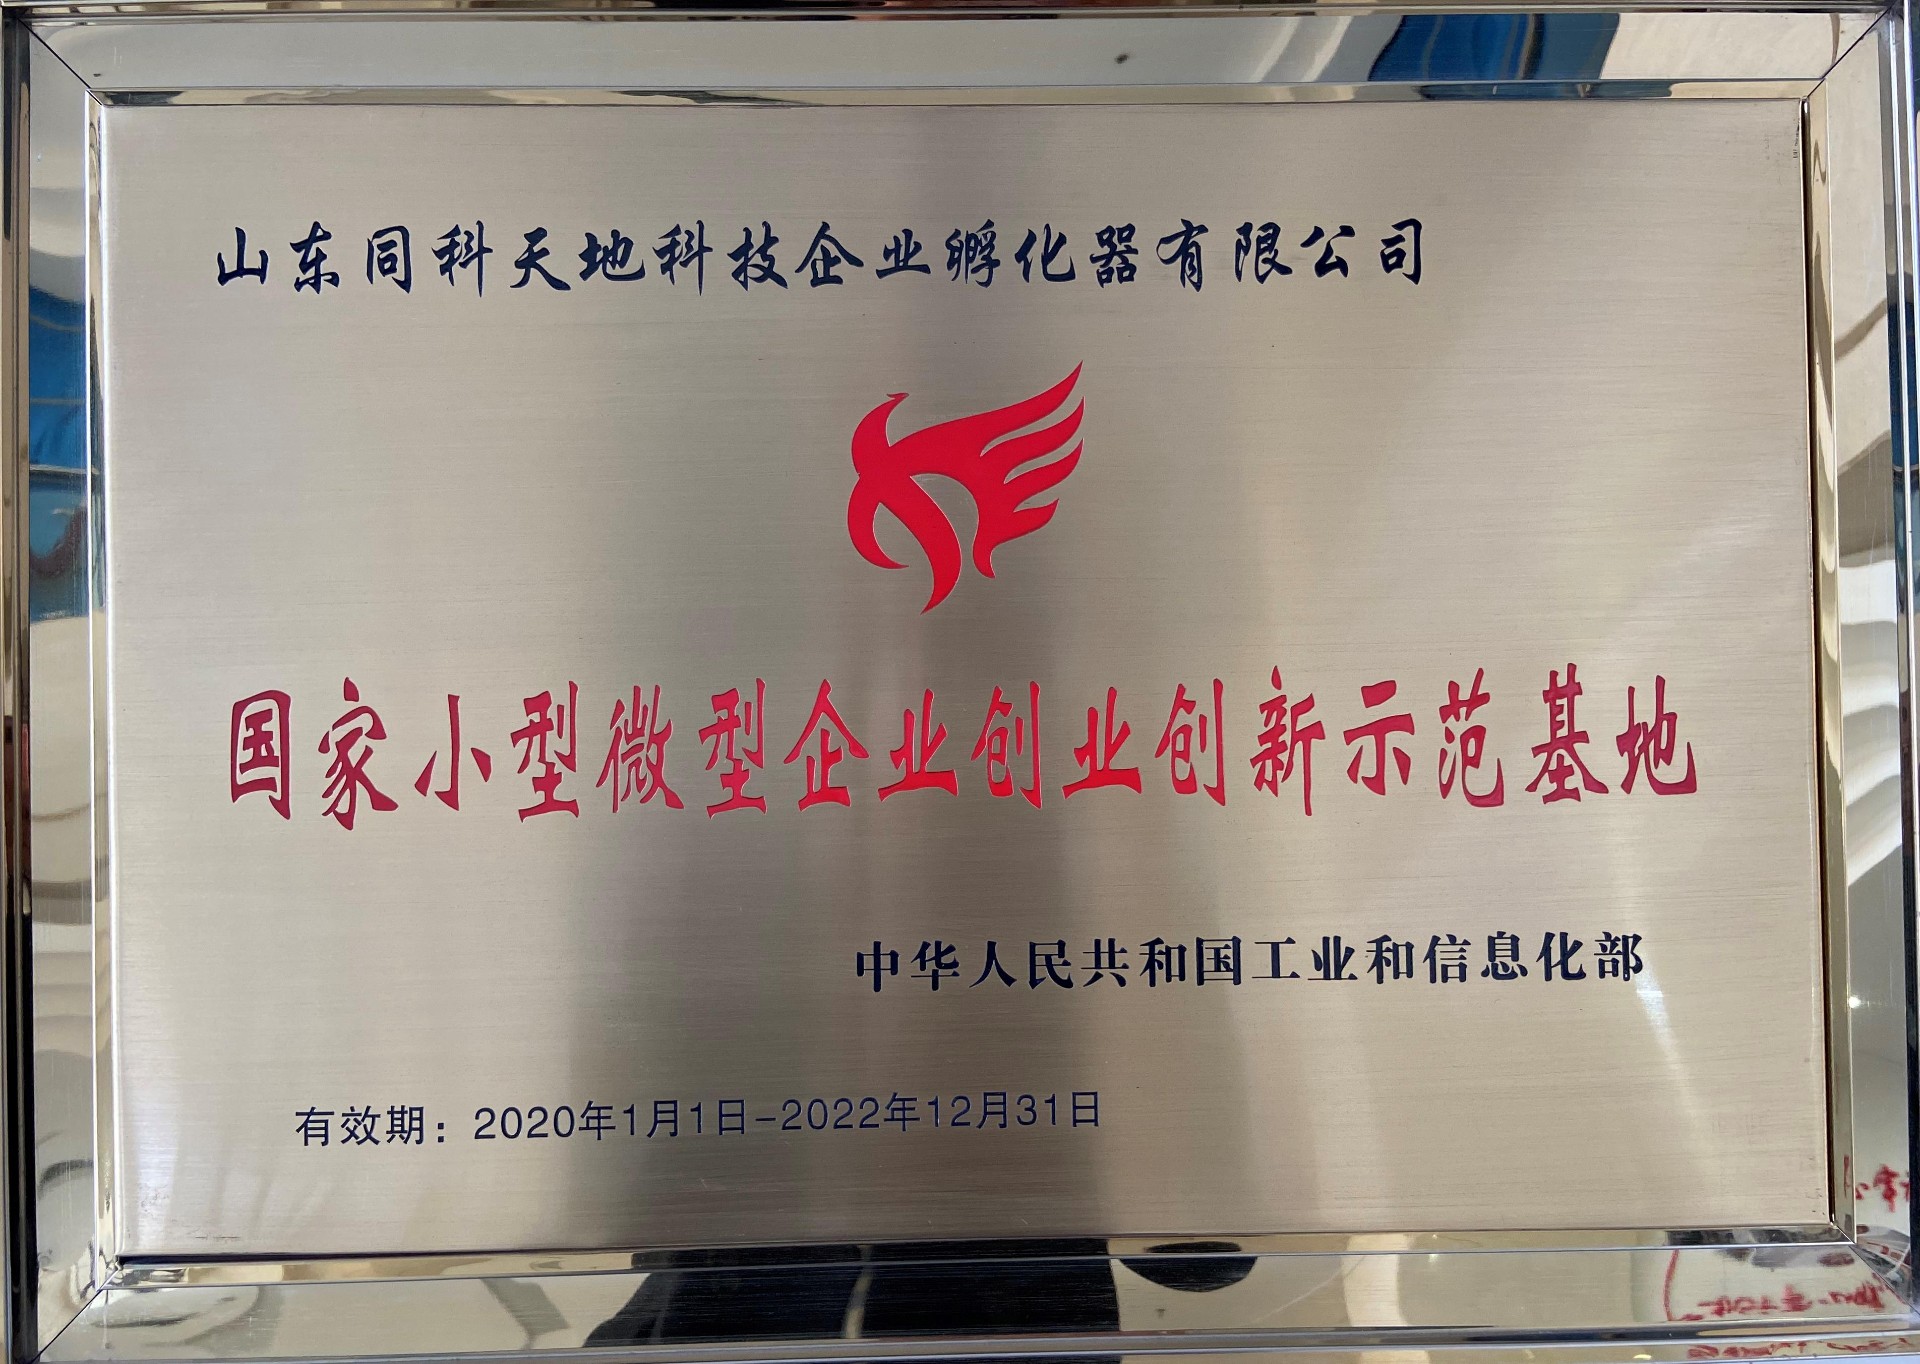 山东同科天地科技企业孵化器有限公司
国家小型微型企业创业创新示范基地
中华人民共和国工业和信息化部
有效期：2020年1月1日-2022年12月31日